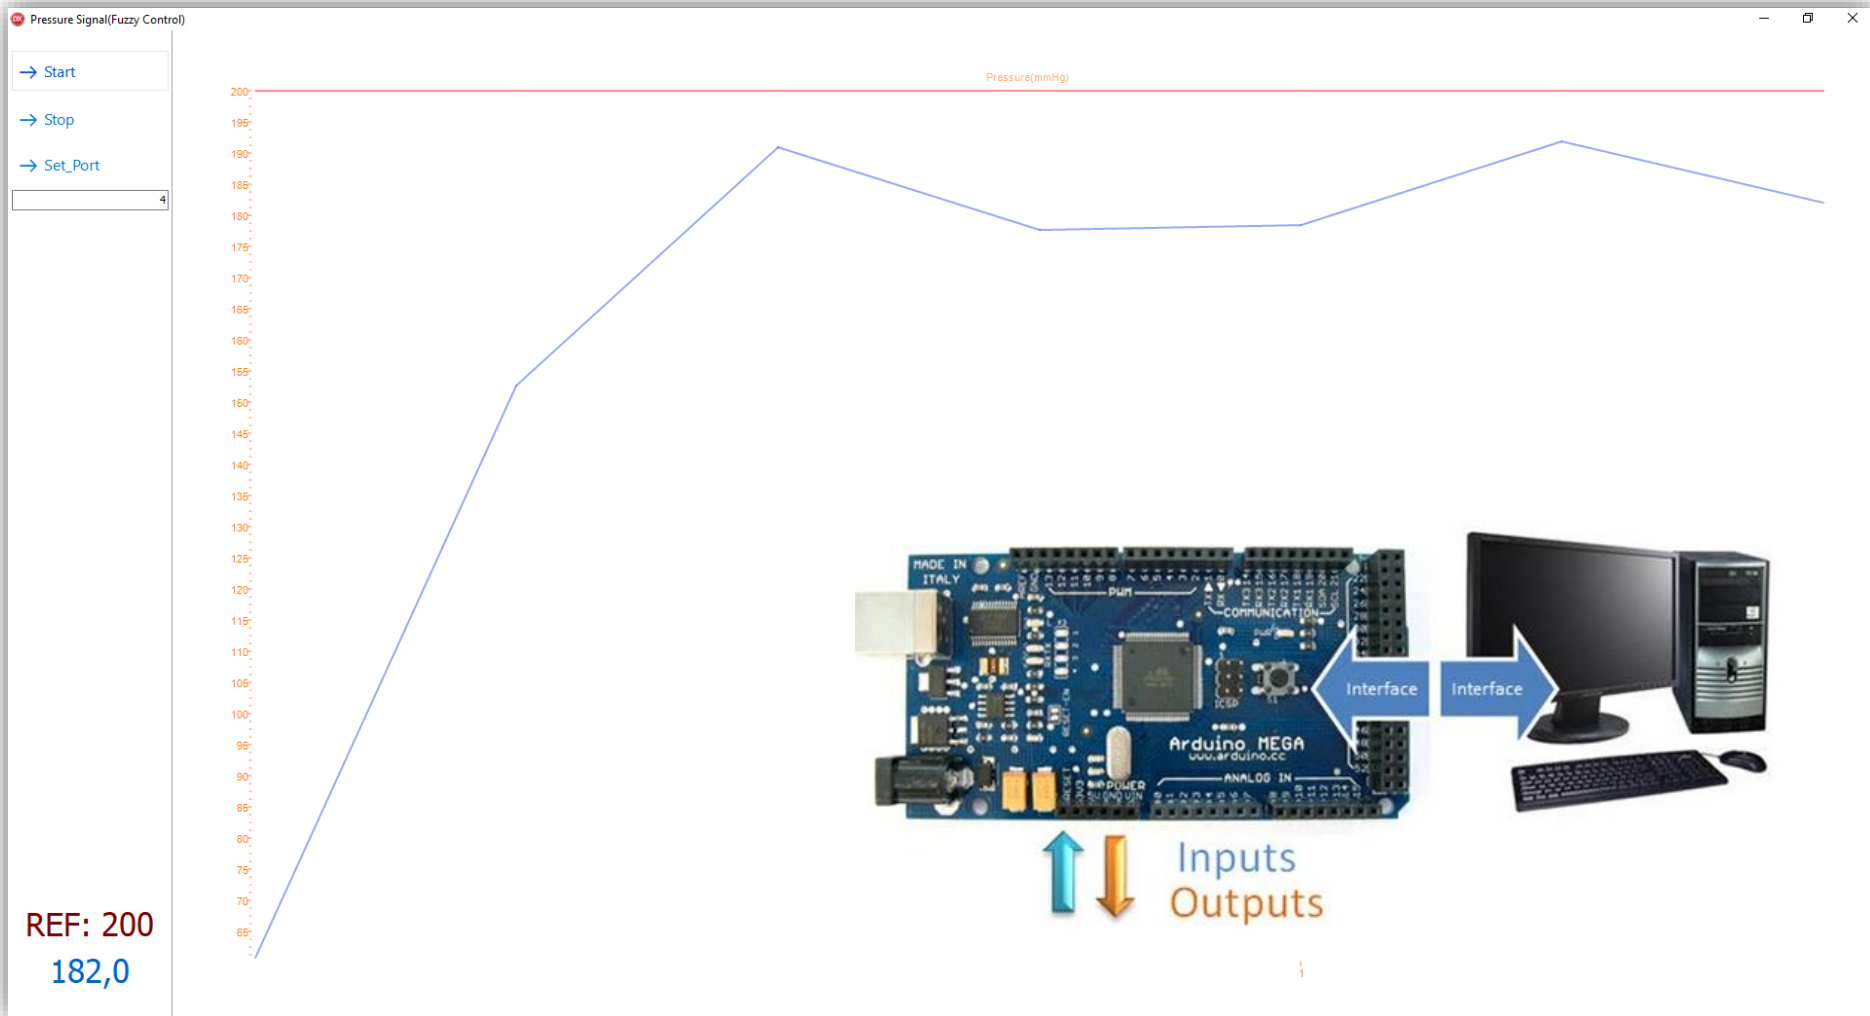 Pressure Signal(Fuzzy Control)
Start
Stop
Set_Port
4
Pressure(mmHg)
200
195
190
185
180
175
170
165
160
155
150
145
140
135
130
125
120
115
110
105
100
95
90
85
80
75
70
65
1
REF: 200
182,0
MADE IN
ITALY
PWM
COMMUNICATION
ICSP
Interface
Interface
Arduino MEGA
www.arduino.cc
RESET
3V3
POWER
ANALOG IN
Inputs
Outputs